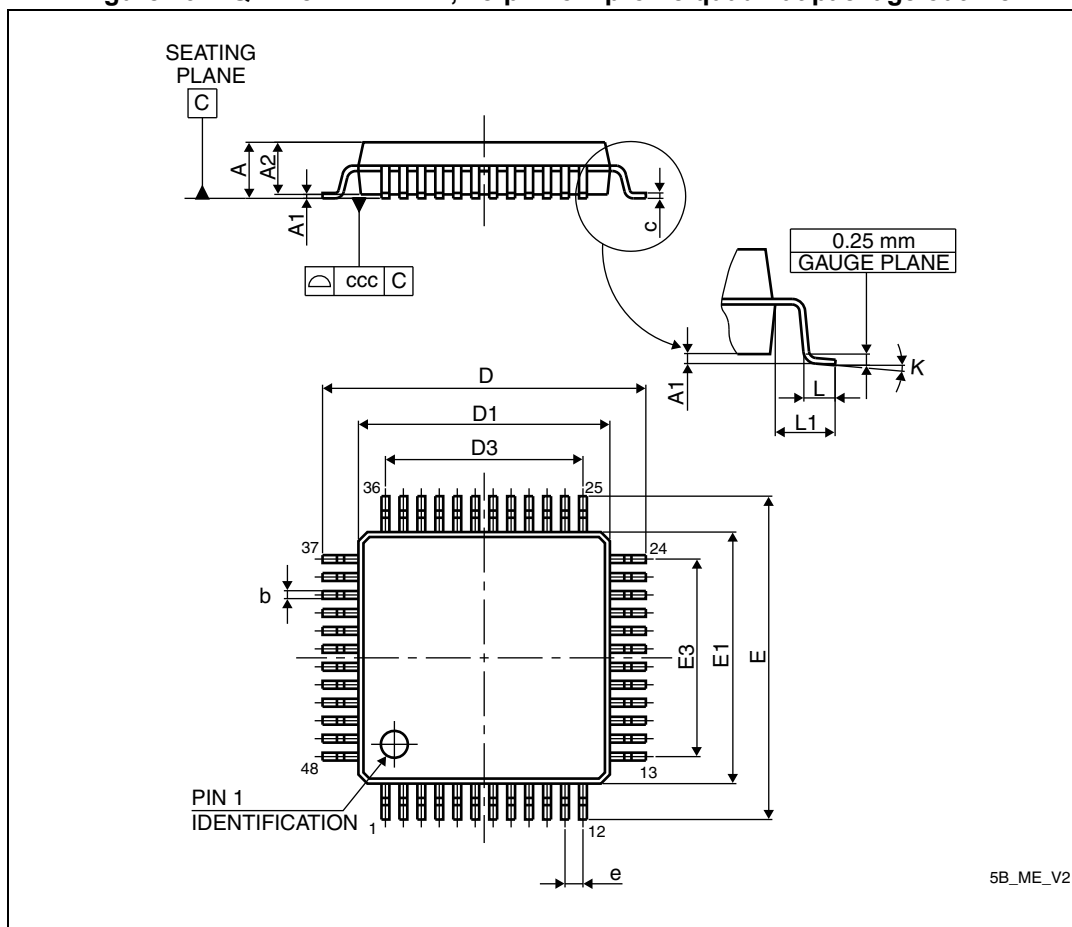 SEATING
PLANE
C
A
A2
A1
c
ccc C
0.25 mm
GAUGE PLANE
A1
K
L
L1
D
D1
D3
36
25
37
24
b
E3
E1
E
48
13
PIN 1
IDENTIFICATION
1
12
e
5B_ME_V2